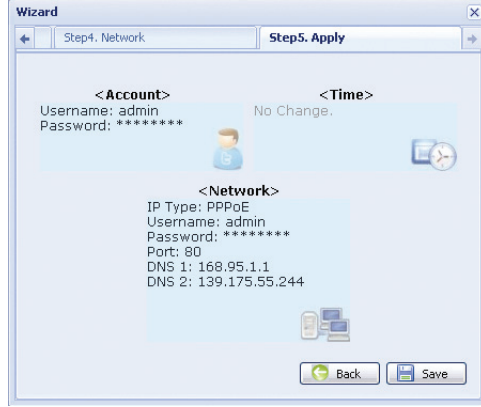 Wizard
Step4. Network
Step5. Apply
<Account>
Username: admin
Password: ********
<Time>
No Change.
<Network>
IP Type: PPPoE
Username: admin
Password: ********
Port: 80
DNS 1: 168.95.1.1
DNS 2: 139.175.55.244
Back
Save